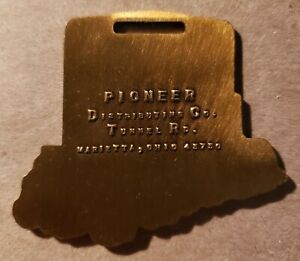 PIONEER
DISTRIBUTING CO.
TUNNEL RD.
MARIETTA, OHIO 45750